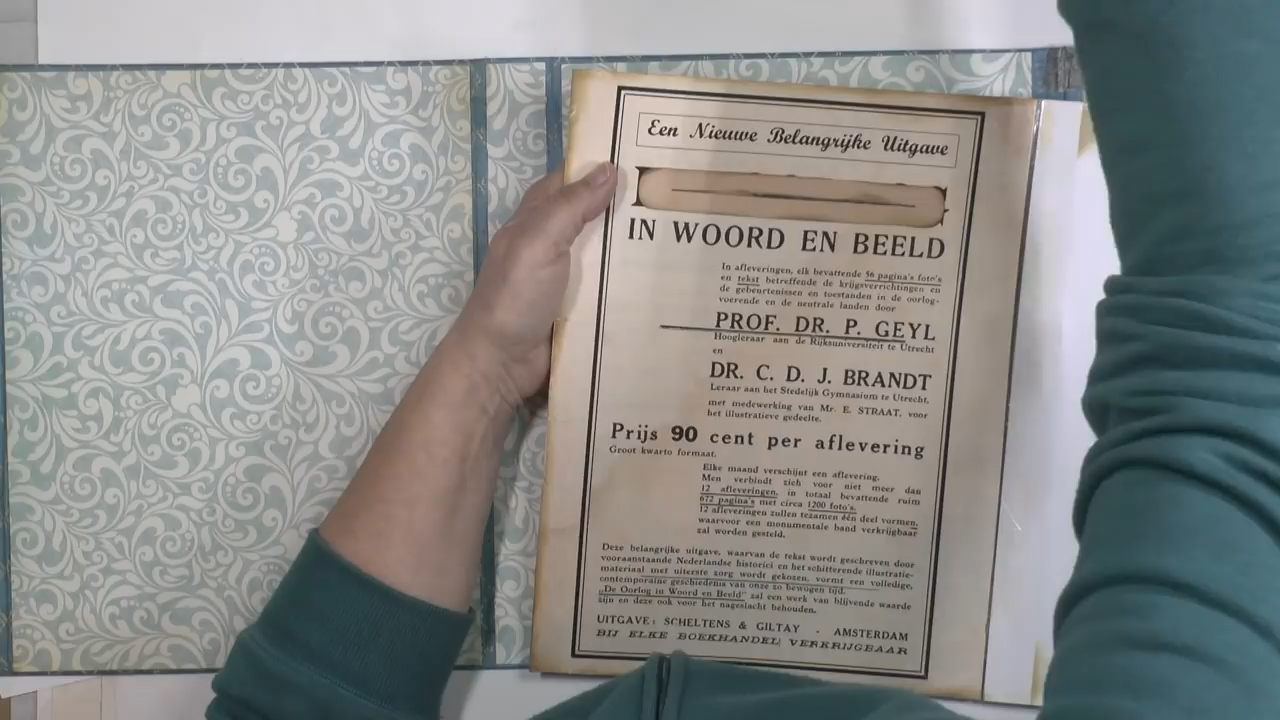 Een Nieuwe Belangrijke Uitgave
IN WOORD EN BEELD
In afleveringen, elk bevattende 56 pagina's foto's
en tekst betreffende de krijgsverrichtingen en
de gebeurtenissen en toestanden in de oorlog-
voerende en de neutrale landen door
PROF. DR. P. GEYL
Hoogleraar aan de Rijksuniversiteit te Utrecht
en
DR. C. D. J. BRANDT
Leraar aan het Stedelijk Gymnasium te Utrecht,
met medewerking van Mr. E. STRAAT, voor
het illustratieve gedeelte.
Prijs 90 cent per aflevering
Groot kwarto formaat.
Elke maand verschijnt een aflevering.
Men verbindt zich voor niet meer dan
12 afleveringen, in totaal bevattende ruim
672 pagina's met circa 1200 foto's.
12 afleveringen zullen tezamen één deel vormen,
waarvoor een monumentale band verkrijgbaar
zal worden gesteld.
Deze belangrijke uitgave, waarvan de tekst wordt geschreven door
vooraanstaande Nederlandse historici en het schitterende illustratie-
materiaal met uiterste zorg wordt gekozen, vormt een volledige,
contemporaine geschiedenis van onze zo bewogen tijd.
„De Oorlog in Woord en Beeld" zal een werk van blijvende waarde
zijn en deze ook voor het nageslacht behouden.
UITGAVE: SCHELTENS & GILTAY - AMSTERDAM
BIJ ELKE BOEKHANDEL VERKRIJGBAAR